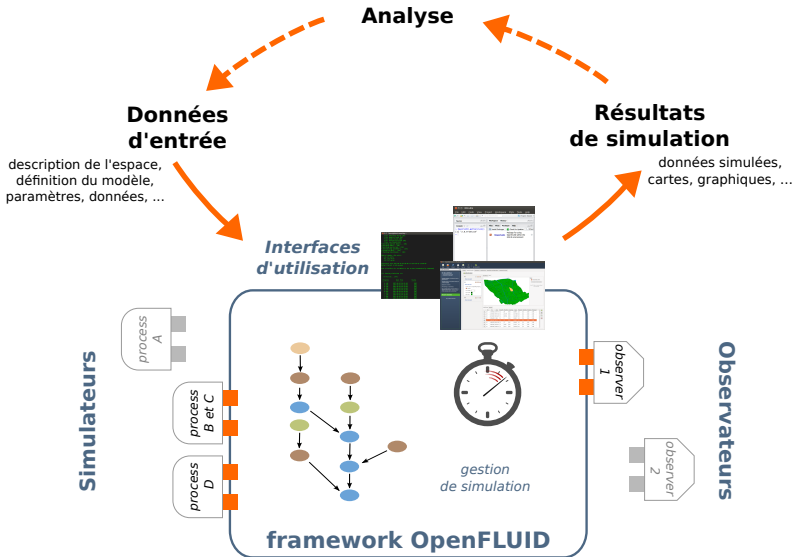 Analyse
Données
d'entrée
description de l'espace,
définition du modèle,
paramètres, données, ...
Résultats
de simulation
données simulées,
cartes, graphiques, ...
Interfaces
d'utilisation
Simulateurs
process
A
process
B et C
process
D
observer
1
observer
2
Observateurs
gestion
de simulation
framework OpenFLUID